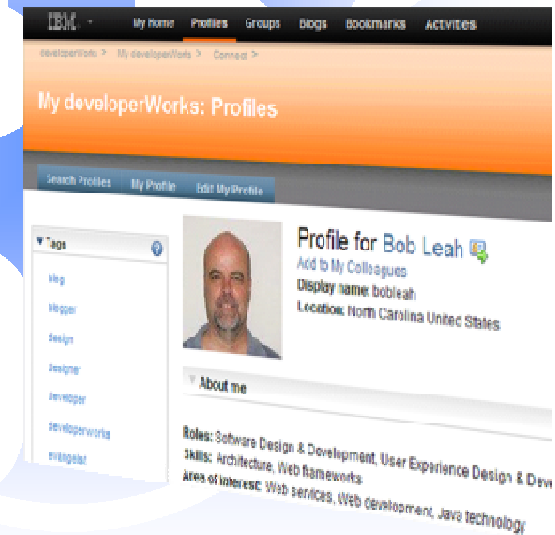 IBM.
My Home Profiles Groups Blogs Bookmarks Activities
developerWorks > My developerWorks > Connect >
My developerWorks: Profiles
Search Profiles My Profile Edit My Profile
Profile for Bob Leah
Add to My Colleagues
Display name: bobleah
Location: North Carolina United States
Tags
blog
blogger
design
designer
developer
developerworks
evangelist
About me
Roles: Software Design & Development, User Experience Design & Deve
Skills: Architecture, Web frameworks
Area of interest: Web services, Web development, Java technology